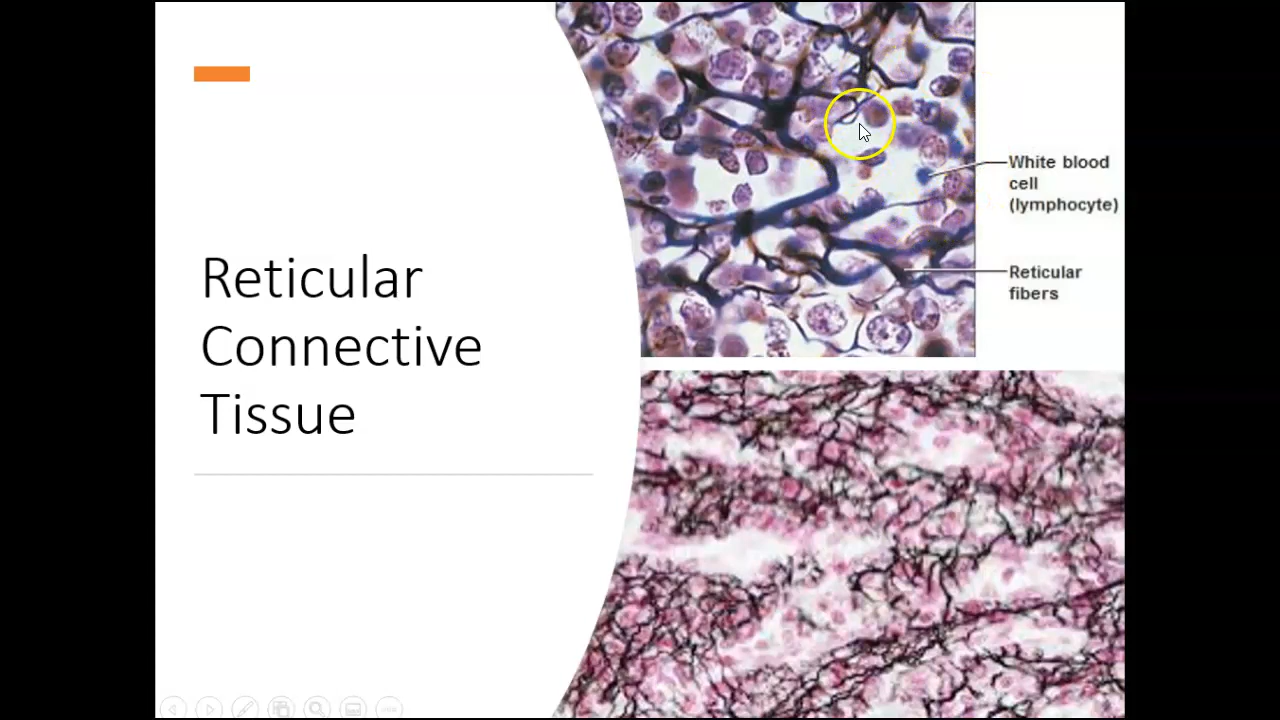 Reticular
Connective
Tissue
White blood
cell
(lymphocyte)
Reticular
fibers